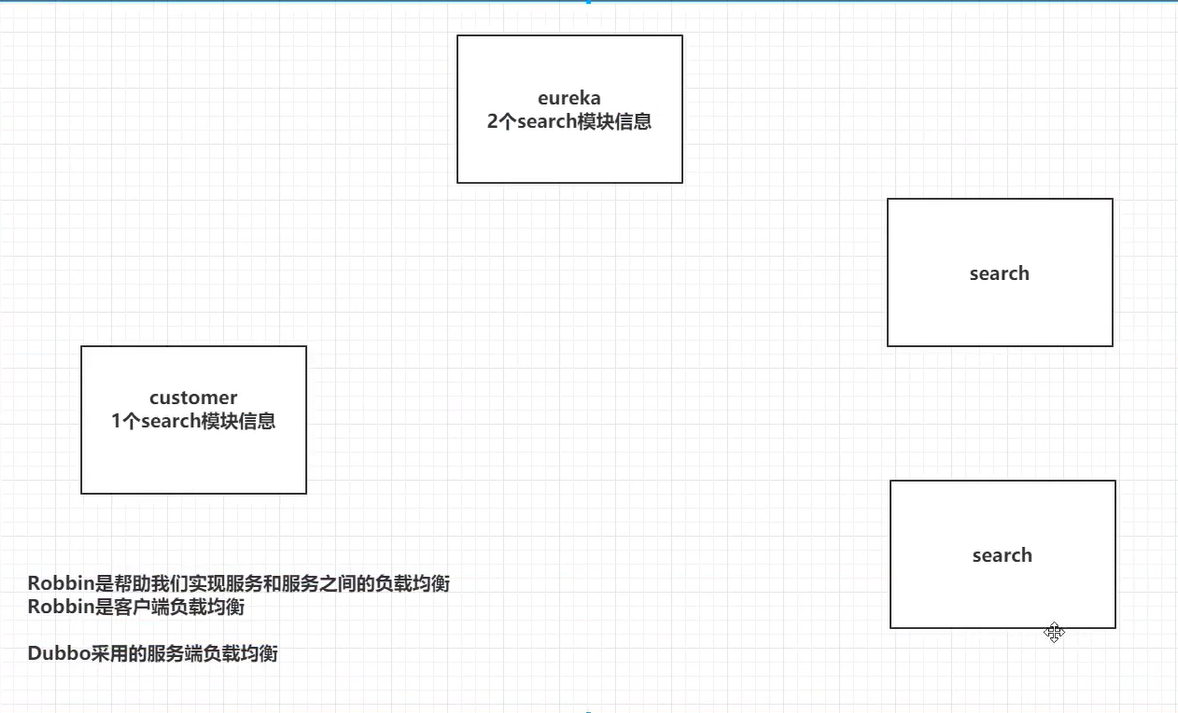 eureka
2个search模块信息
search
customer
1个search模块信息
search
Robbin是帮助我们实现服务和服务之间的负载均衡
Robbin是客户端负载均衡
Dubbo采用的服务端负载均衡